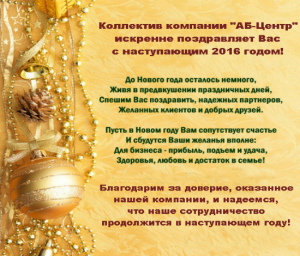 Коллектив компании "АБ-Центр"
искренне поздравляет Вас
с наступающим 2016 годом!
До Нового года осталось немного,
Живя в предвкушении праздничных дней,
Спешим Вас поздравить, надежных партнеров,
Желанных клиентов и добрых друзей.
Пусть в Новом году Вам сопутствует счастье
И сбудутся Ваши желанья вполне:
Для бизнеса - прибыль, подъем и удача,
Здоровья, любовь и достаток в семье!
Благодарим за доверие, оказанное
нашей компании, и надеемся,
что наше сотрудничество
продолжится в наступающем году!